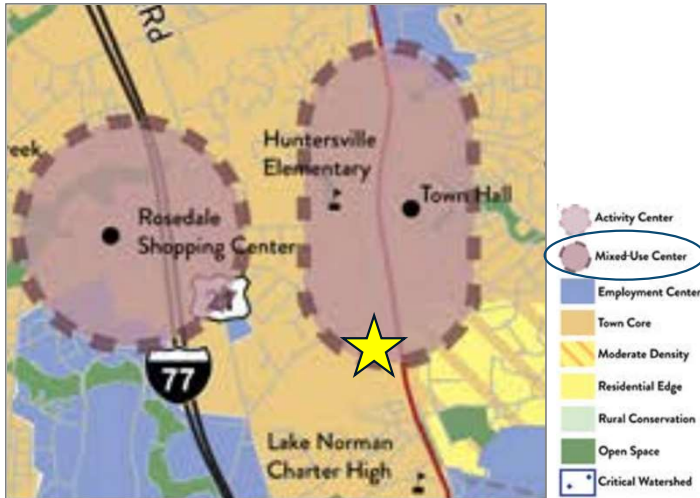 Rd
reek
Huntersville
Elementary
Town Hall
Rosedale
Shopping Center
77
Lake Norman
Charter High
Activity Center
Mixed-Use Center
Employment Center
Town Core
Moderate Density
Residential Edge
Rural Conservation
Open Space
Critical Watershed